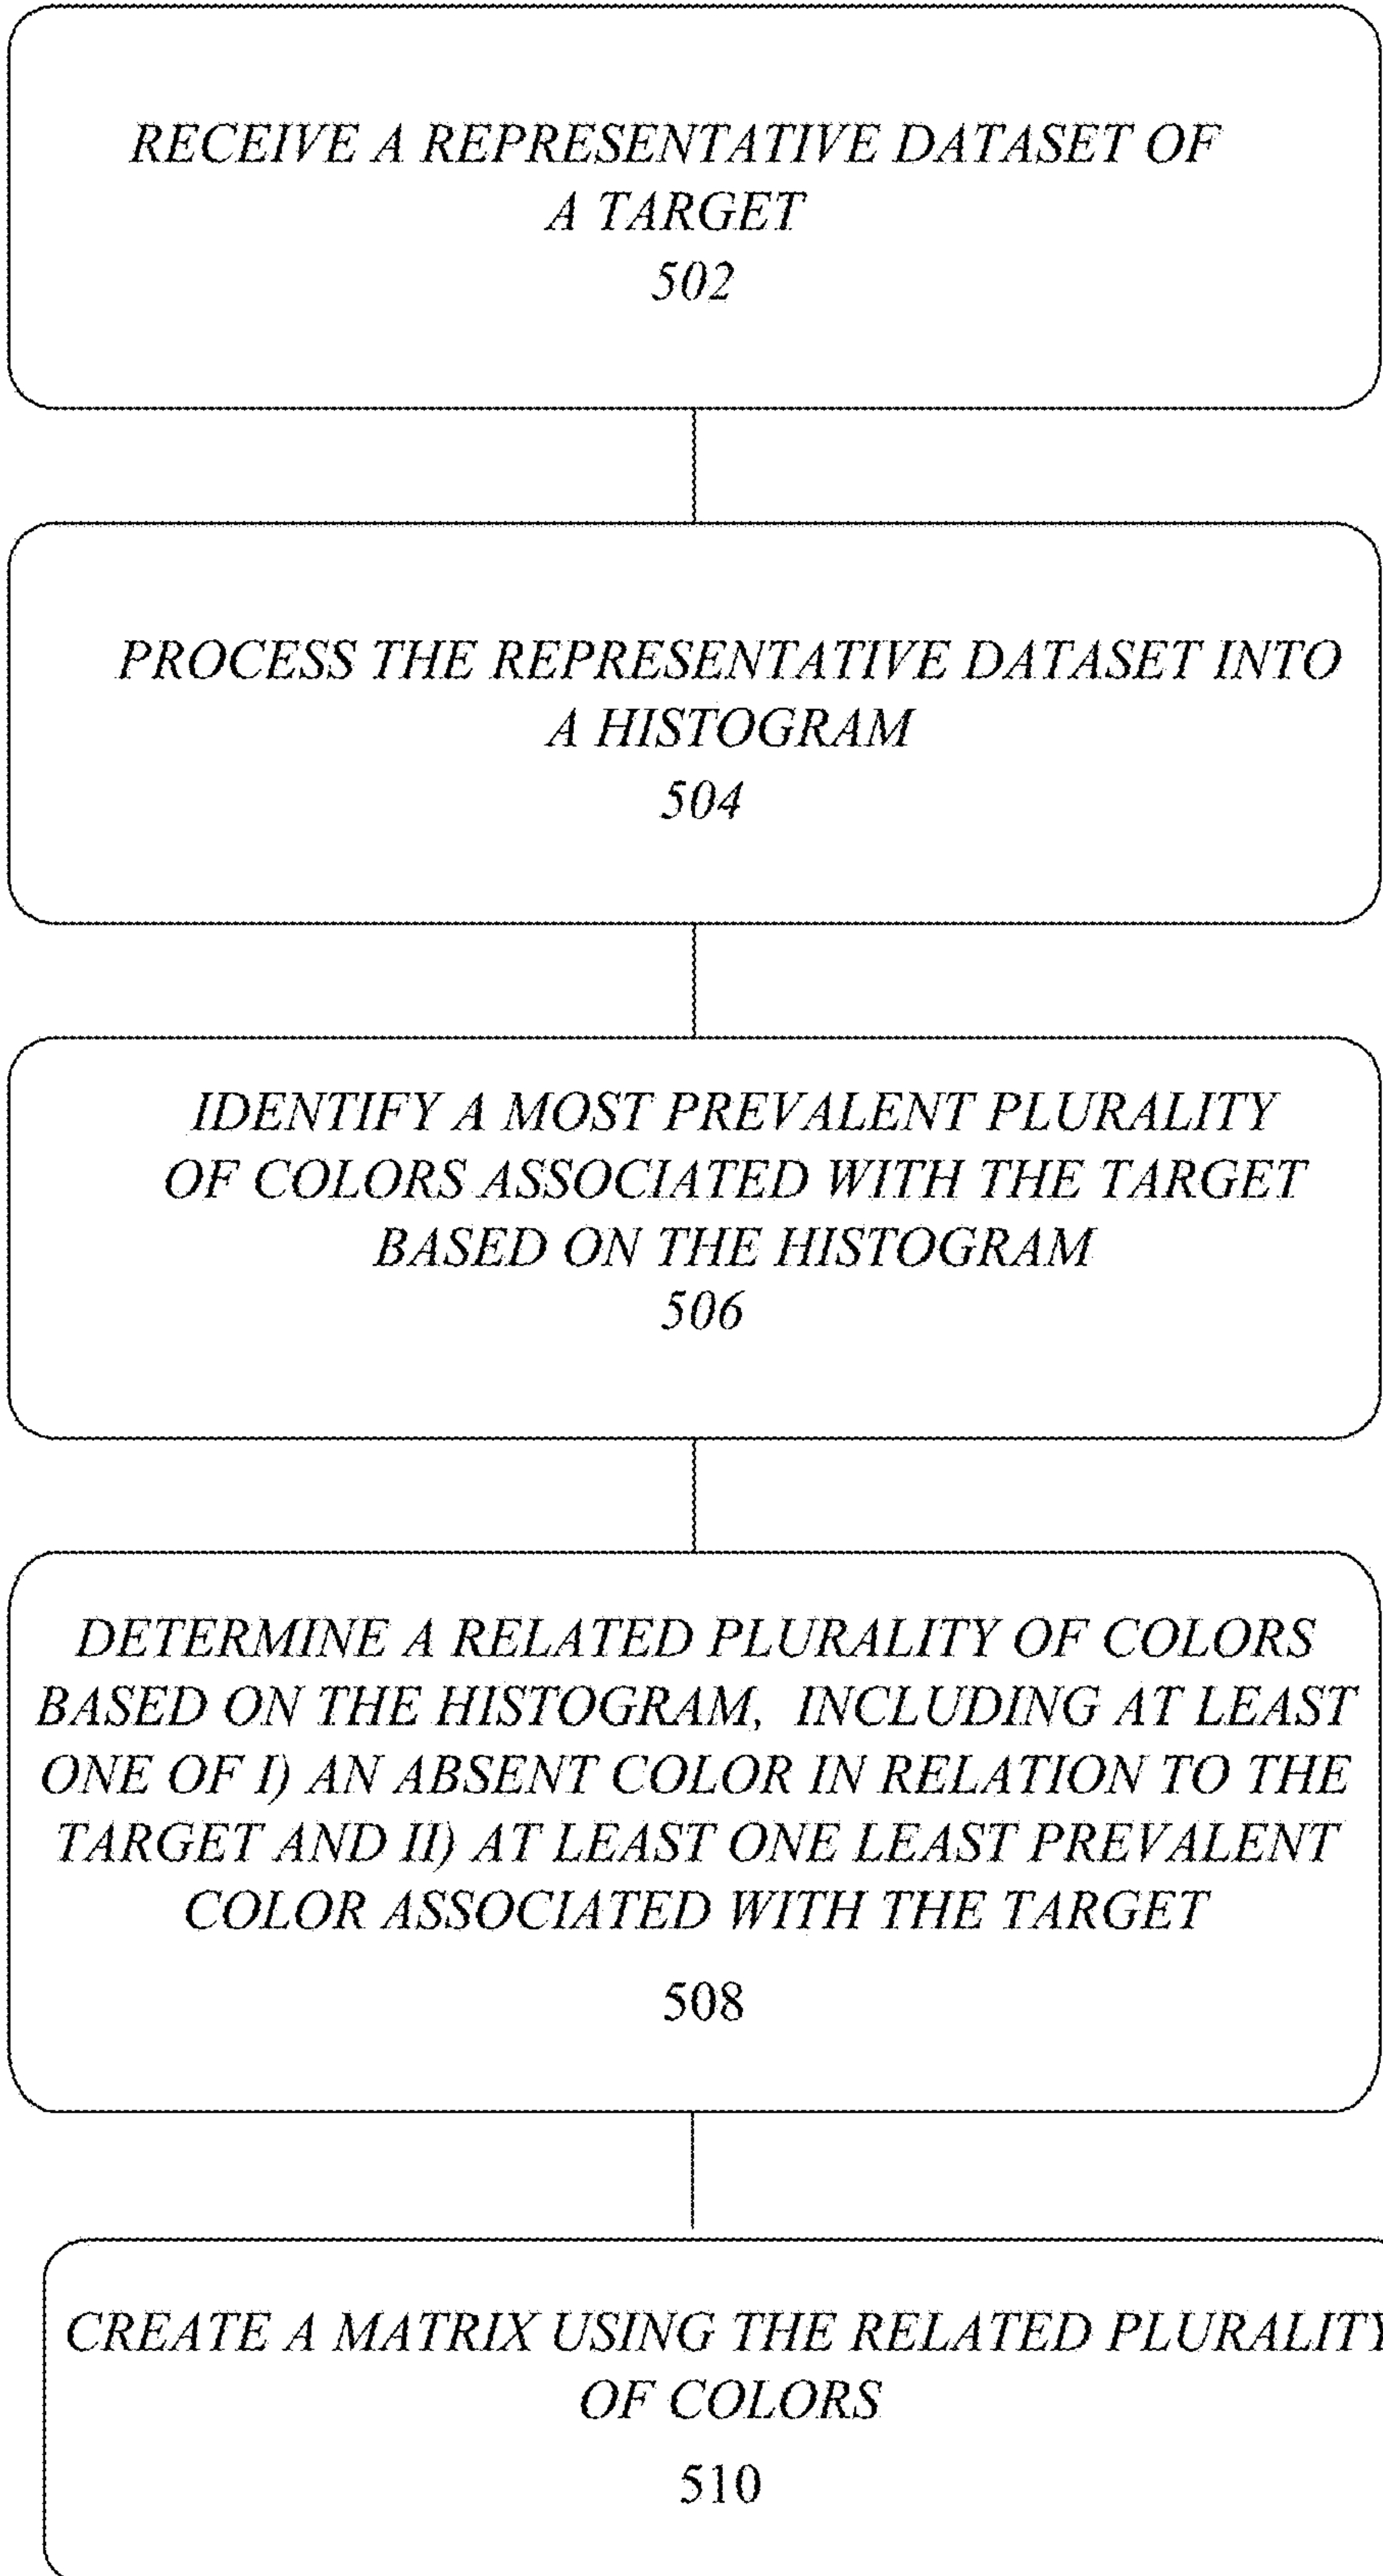 RECEIVE A REPRESENTATIVE DATASET OF
A TARGET
502
PROCESS THE REPRESENTATIVE DATASET INTO
A HISTOGRAM
504
IDENTIFY A MOST PREVALENT PLURALITY
OF COLORS ASSOCIATED WITH THE TARGET
BASED ON THE HISTOGRAM
506
DETERMINE A RELATED PLURALITY OF COLORS
BASED ON THE HISTOGRAM, INCLUDING AT LEAST
ONE OF I) AN ABSENT COLOR IN RELATION TO THE
TARGET AND II) AT LEAST ONE LEAST PREVALENT
COLOR ASSOCIATED WITH THE TARGET
508
CREATE A MATRIX USING THE RELATED PLURALITY
OF COLORS
510